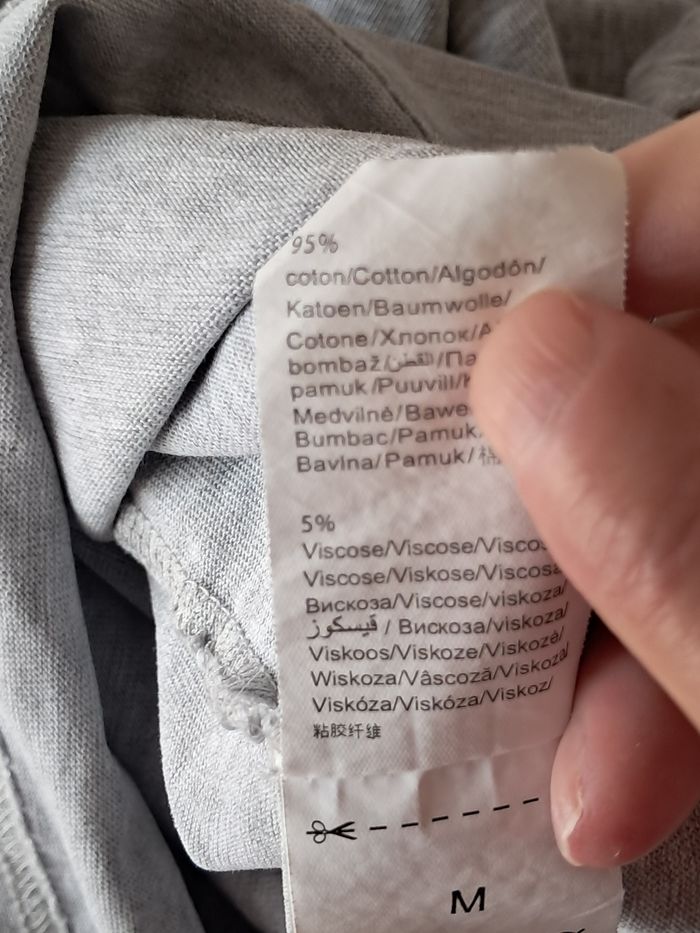 95%
coton/Cotton/Algodôn/
Katoen/Baumwolle/
Cotone/Хлопок/
bombaž/القطن/
pamuk/Puuvill/
Medvilnė/
Bumbac/Pamuk/
Bavlna/Pamuk/
5%
Viscose/Viscose/
Viscose/Viskose/Viscosa
Вискоза/Viscose/viskoza/
ڤيسكوز / Вискоза/viskoza/
Viskoos/Viskoze/Viskozė/
Wiskoza/Vâscoză/Viskoza/
Viskóza/Viskóza/Viskoz/
粘胶纤维
M